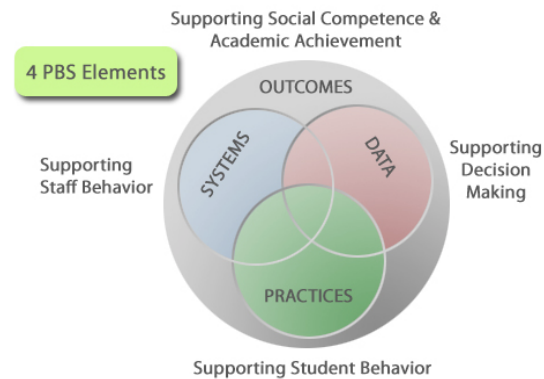 Supporting Social Competence &
Academic Achievement
4 PBS Elements
OUTCOMES
SYSTEMS
DATA
Supporting
Staff Behavior
Supporting
Decision
Making
PRACTICES
Supporting Student Behavior